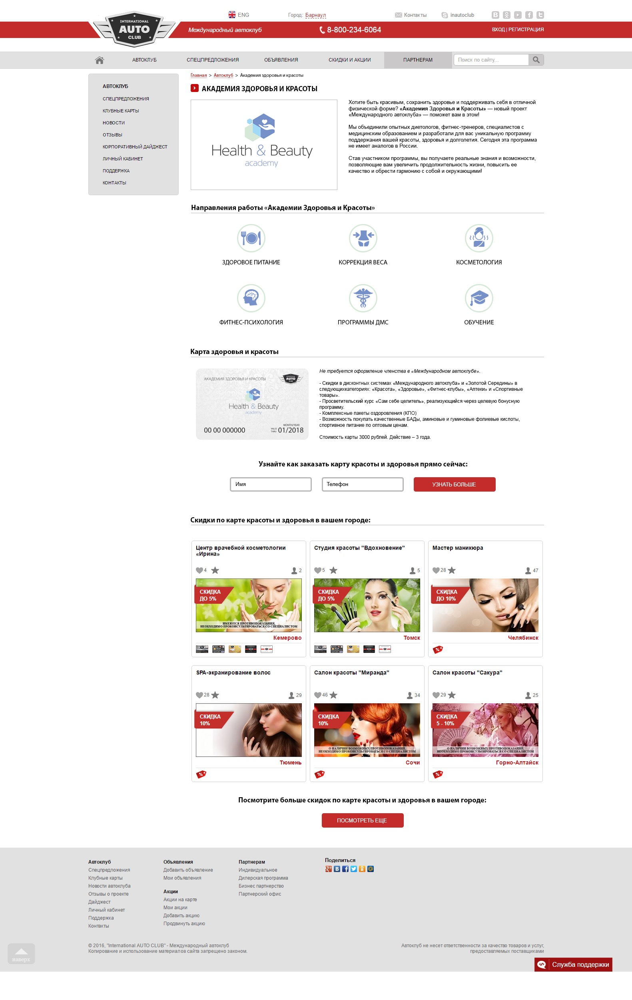 ENG
Город: Барнаул
Контакты
inautoclub
INTERNATIONAL
AUTO
CLUB
Международный автоклуб
8-800-234-6064
ВХОД | РЕГИСТРАЦИЯ
АВТОКЛУБ
СПЕЦПРЕДЛОЖЕНИЯ
ОБЪЯВЛЕНИЯ
СКИДКИ И АКЦИИ
ПАРТНЕРАМ
Поиск по сайту...
АВТОКЛУБ
СПЕЦПРЕДЛОЖЕНИЯ
КЛУБНЫЕ КАРТЫ
НОВОСТИ
ОТЗЫВЫ
КОРПОРАТИВНЫЙ ДАЙДЖЕСТ
ЛИЧНЫЙ КАБИНЕТ
ПОДДЕРЖКА
КОНТАКТЫ
Главная > Автоклуб > Академия здоровья и красоты
АКАДЕМИЯ ЗДОРОВЬЯ И КРАСОТЫ
Health & Beauty
academy
Хотите быть красивым, сохранить здоровье и поддерживать себя в отличной
физической форме? «Академия Здоровья и Красоты» — новый проект
«Международного автоклуба» — поможет вам в этом!
Мы объединили опытных диетологов, фитнес-тренеров, специалистов с
медицинским образованием и разработали для вас уникальную программу
поддержания вашей красоты, здоровья и долголетия. Сегодня эта программа
не имеет аналогов в России.
Став участником программы, вы получаете реальные знания и возможности,
позволяющие вам увеличить продолжительность жизни, повысить ее
качество и обрести гармонию с собой и окружающими!
Направления работы «Академии Здоровья и Красоты»
ЗДОРОВОЕ ПИТАНИЕ
КОРРЕКЦИЯ ВЕСА
КОСМЕТОЛОГИЯ
ФИТНЕС-ПСИХОЛОГИЯ
ПРОГРАММЫ ДМС
ОБУЧЕНИЕ
Карта здоровья и красоты
АКАДЕМИЯ ЗДОРОВЬЯ И КРАСОТЫ
AUTO
Health & Beauty
academy
MONTH/YEAR
00 00 000000
VALID
THRU
01/2018
Не требуется оформление членства в «Международном автоклубе».
- Скидки в дисконтных системах «Международного автоклуба» и «Золотой Середины» в
следующихкатегориях: «Красота», «Здоровье», «Фитнес-клубы», «Аптеки» и «Спортивные
товары».
- Просветительский курс «Сам себе целитель», реализующийся через целевую бонусную
программу.
- Комплексные пакеты оздоровления (КПО)
- Возможность покупать качественные БАДы, аминовые и гуминовые фолиевые кислоты,
спортивное питание по оптовым ценам.
Стоимость карты 3000 рублей. Действие – 3 года.
Узнайте как заказать карту красоты и здоровья прямо сейчас:
Имя
Телефон
УЗНАТЬ БОЛЬШЕ
Скидки по карте красоты и здоровья в вашем городе:
Центр врачебной косметологии
«Ирина»
4
2
СКИДКА
ДО 5%
ИМЕЮТСЯ ПРОТИВОПОКАЗАНИЯ,
НЕОБХОДИМО ПРОКОНСУЛЬТИРОВАТЬСЯ СО СПЕЦИАЛИСТОМ
Кемерово
Студия красоты "Вдохновение"
5
5
СКИДКА
ДО 5%
Томск
Мастер маникюра
28
47
СКИДКА
ДО 10%
Челябинск
SPA-экранирование волос
28
29
СКИДКА
10%
Тюмень
Салон красоты "Миранда"
46
34
СКИДКА
10%
О НАЛИЧИИ ВОЗМОЖНЫХ ПРОТИВОПОКАЗАНИЙ,
НЕОБХОДИМО ПРОКОНСУЛЬТИРОВАТЬСЯ СО СПЕЦИАЛИСТОМ
Сочи
Салон красоты "Сакура"
29
25
СКИДКА
5 - 10%
О НАЛИЧИИ ВОЗМОЖНЫХ ПРОТИВОПОКАЗАНИЙ,
НЕОБХОДИМО ПРОКОНСУЛЬТИРОВАТЬСЯ СО СПЕЦИАЛИСТОМ
Горно-Алтайск
Посмотрите больше скидок по карте красоты и здоровья в вашем городе:
ПОСМОТРЕТЬ ЕЩЕ
Автоклуб
Спецпредложения
Клубные карты
Новости автоклуба
Отзывы о проекте
Дайджест
Личный кабинет
Поддержка
Контакты
Объявления
Добавить объявление
Мои объявления
Акции
Акции на карте
Мои акции
Добавить акцию
Продвинуть акцию
Партнерам
Индивидуальное
Дилерская программа
Бизнес партнерство
Партнерский офис
Поделиться
© 2016, "International AUTO CLUB" - Международный автоклуб
Копирование и использование материалов сайта запрещено законом.
Автоклуб не несет ответственности за качество товаров и услуг,
предоставляемых поставщиками
наверх
Служба поддержки